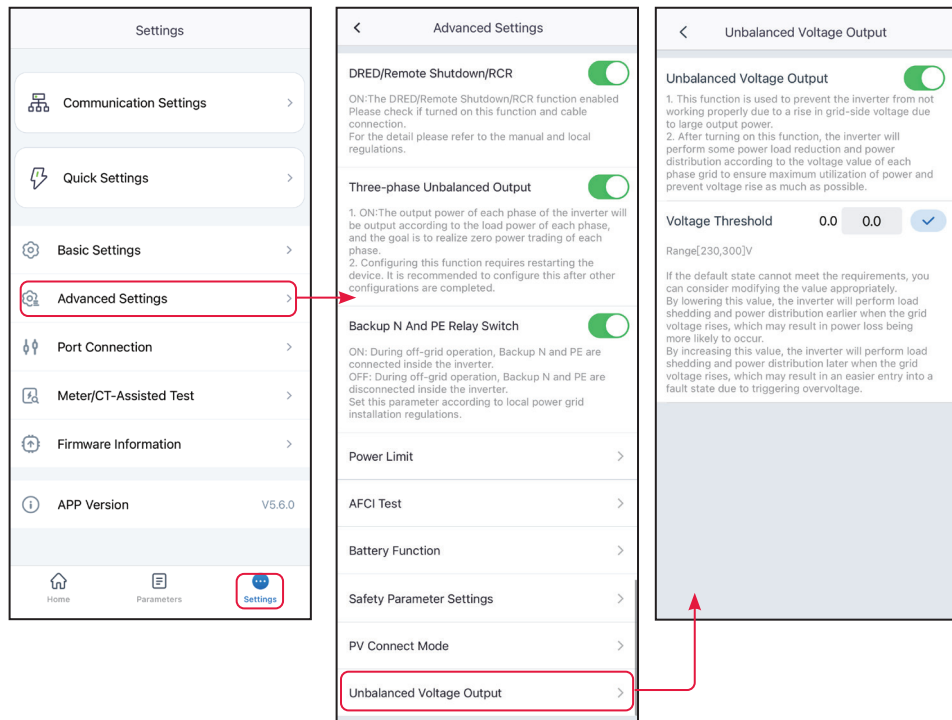 Settings
Communication Settings
Quick Settings
Basic Settings
Advanced Settings
Port Connection
Meter/CT-Assisted Test
Firmware Information
APP Version V5.6.0
Home Parameters Settings
Advanced Settings
DRED/Remote Shutdown/RCR
ON:The DRED/Remote Shutdown/RCR function enabled
Please check if turned on this function and cable
connection.
For the detail please refer to the manual and local
regulations.
Three-phase Unbalanced Output
1. ON:The output power of each phase of the inverter will
be output according to the load power of each phase,
and the goal is to realize zero power trading of each
phase.
2. Configuring this function requires restarting the
device. It is recommended to configure this after other
configurations are completed.
Backup N And PE Relay Switch
ON: During off-grid operation, Backup N and PE are
connected inside the inverter.
OFF: During off-grid operation, Backup N and PE are
disconnected inside the inverter.
Set this parameter according to local power grid
installation regulations.
Power Limit
AFCI Test
Battery Function
Safety Parameter Settings
PV Connect Mode
Unbalanced Voltage Output
Unbalanced Voltage Output
Unbalanced Voltage Output
1. This function is used to prevent the inverter from not
working properly due to a rise in grid-side voltage due
to large output power.
2. After turning on this function, the inverter will
perform some power load reduction and power
distribution according to the voltage value of each
phase grid to ensure maximum utilization of power and
prevent voltage rise as much as possible.
Voltage Threshold 0.0 0.0
Range[230,300]V
If the default state cannot meet the requirements, you
can consider modifying the value appropriately.
By lowering this value, the inverter will perform load
shedding and power distribution earlier when the grid
voltage rises, which may result in power loss being
more likely to occur.
By increasing this value, the inverter will perform load
shedding and power distribution later when the grid
voltage rises, which may result in an easier entry into a
fault state due to triggering overvoltage.